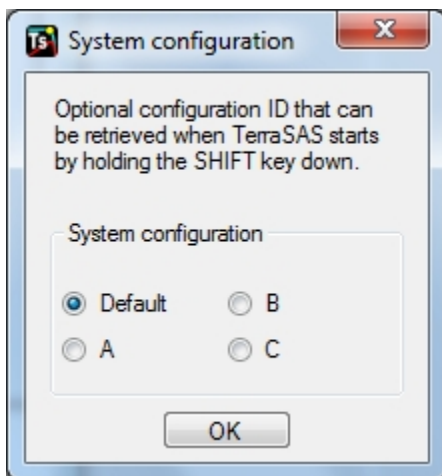 Ts System configuration X
Optional configuration ID that can
be retrieved when TerraSAS starts
by holding the SHIFT key down.
System configuration
Default B
A C
OK